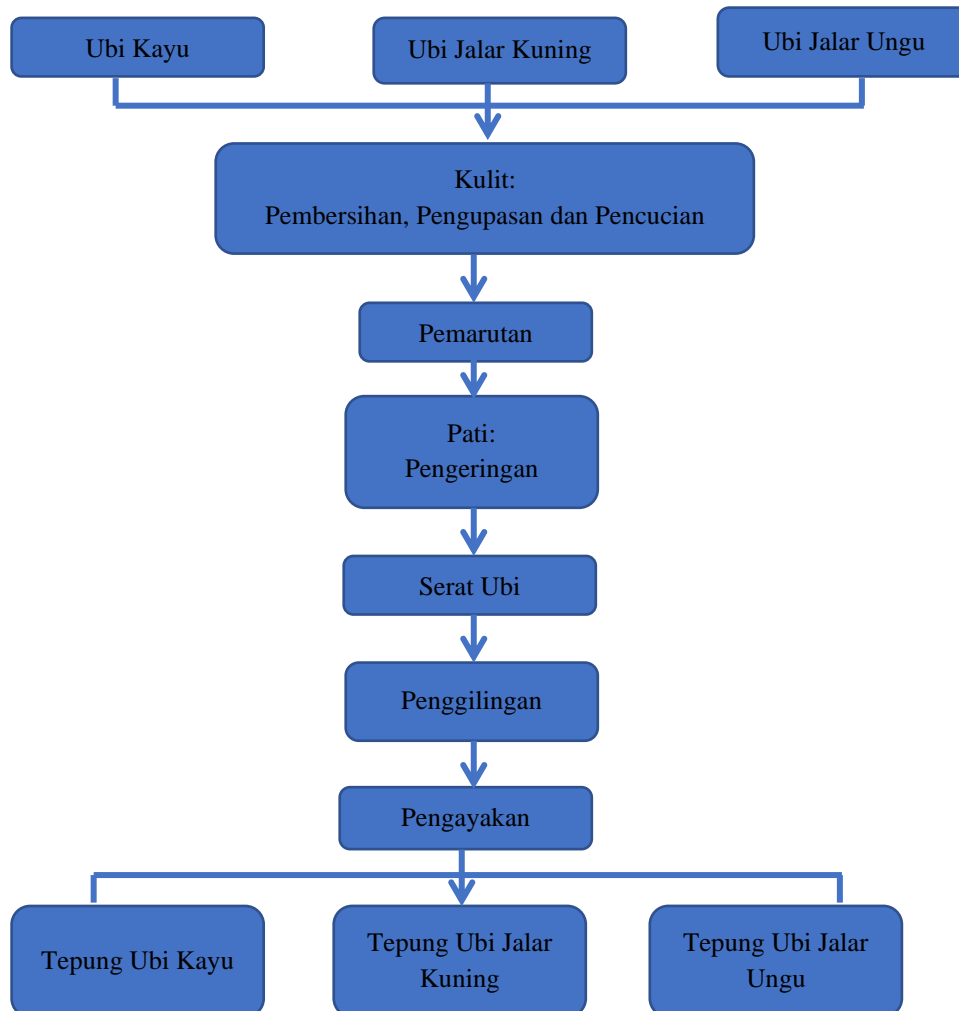 Ubi Kayu
Ubi Jalar Kuning
Ubi Jalar Ungu
Kulit:
Pembersihan, Pengupasan dan Pencucian
Pemarutan
Pati:
Pengeringan
Serat Ubi
Penggilingan
Pengayakan
Tepung Ubi Kayu
Tepung Ubi Jalar
Kuning
Tepung Ubi Jalar
Ungu